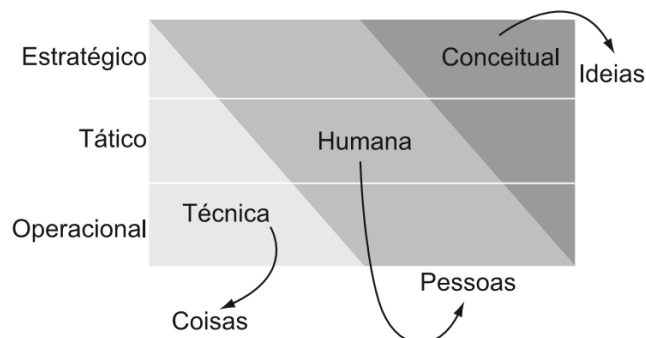 Estratégico
Conceitual
Ideias
Tático
Humana
Operacional
Técnica
Pessoas
Coisas